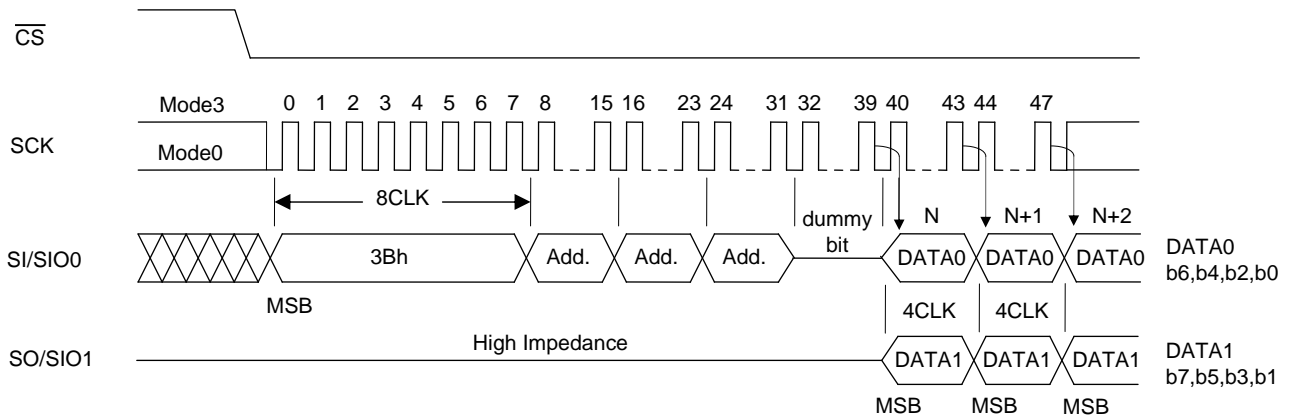 CS
Mode3 0 1 2 3 4 5 6 7 8 15 16 23 24 31 32 39 40 43 44 47
SCK
Mode0
8CLK
dummy bit
N N+1 N+2
SI/SIO0 3Bh Add. Add. Add. DATA0 DATA0 DATA0
DATA0
b6,b4,b2,b0
MSB
4CLK 4CLK
High Impedance
SO/SIO1 DATA1 DATA1 DATA1
DATA1
b7,b5,b3,b1
MSB MSB MSB